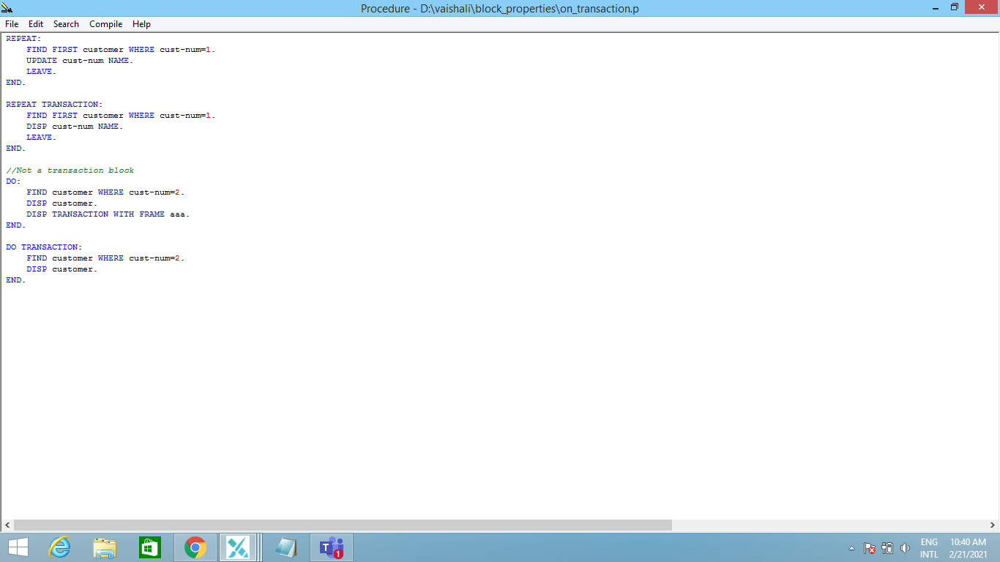 Procedure - D:\vaishali\block_properties\on_transaction.p
File Edit Search Compile Help
REPEAT:
    FIND FIRST customer WHERE cust-num=1.
    UPDATE cust-num NAME.
    LEAVE.
END.

REPEAT TRANSACTION:
    FIND FIRST customer WHERE cust-num=1.
    DISP cust-num NAME.
    LEAVE.
END.

//Not a transaction block
DO:
    FIND customer WHERE cust-num=2.
    DISP customer.
    DISP TRANSACTION WITH FRAME aaa.
END.

DO TRANSACTION:
    FIND customer WHERE cust-num=2.
    DISP customer.
END.
T 1
ENG 10:40 AM
INTL 2/21/2021